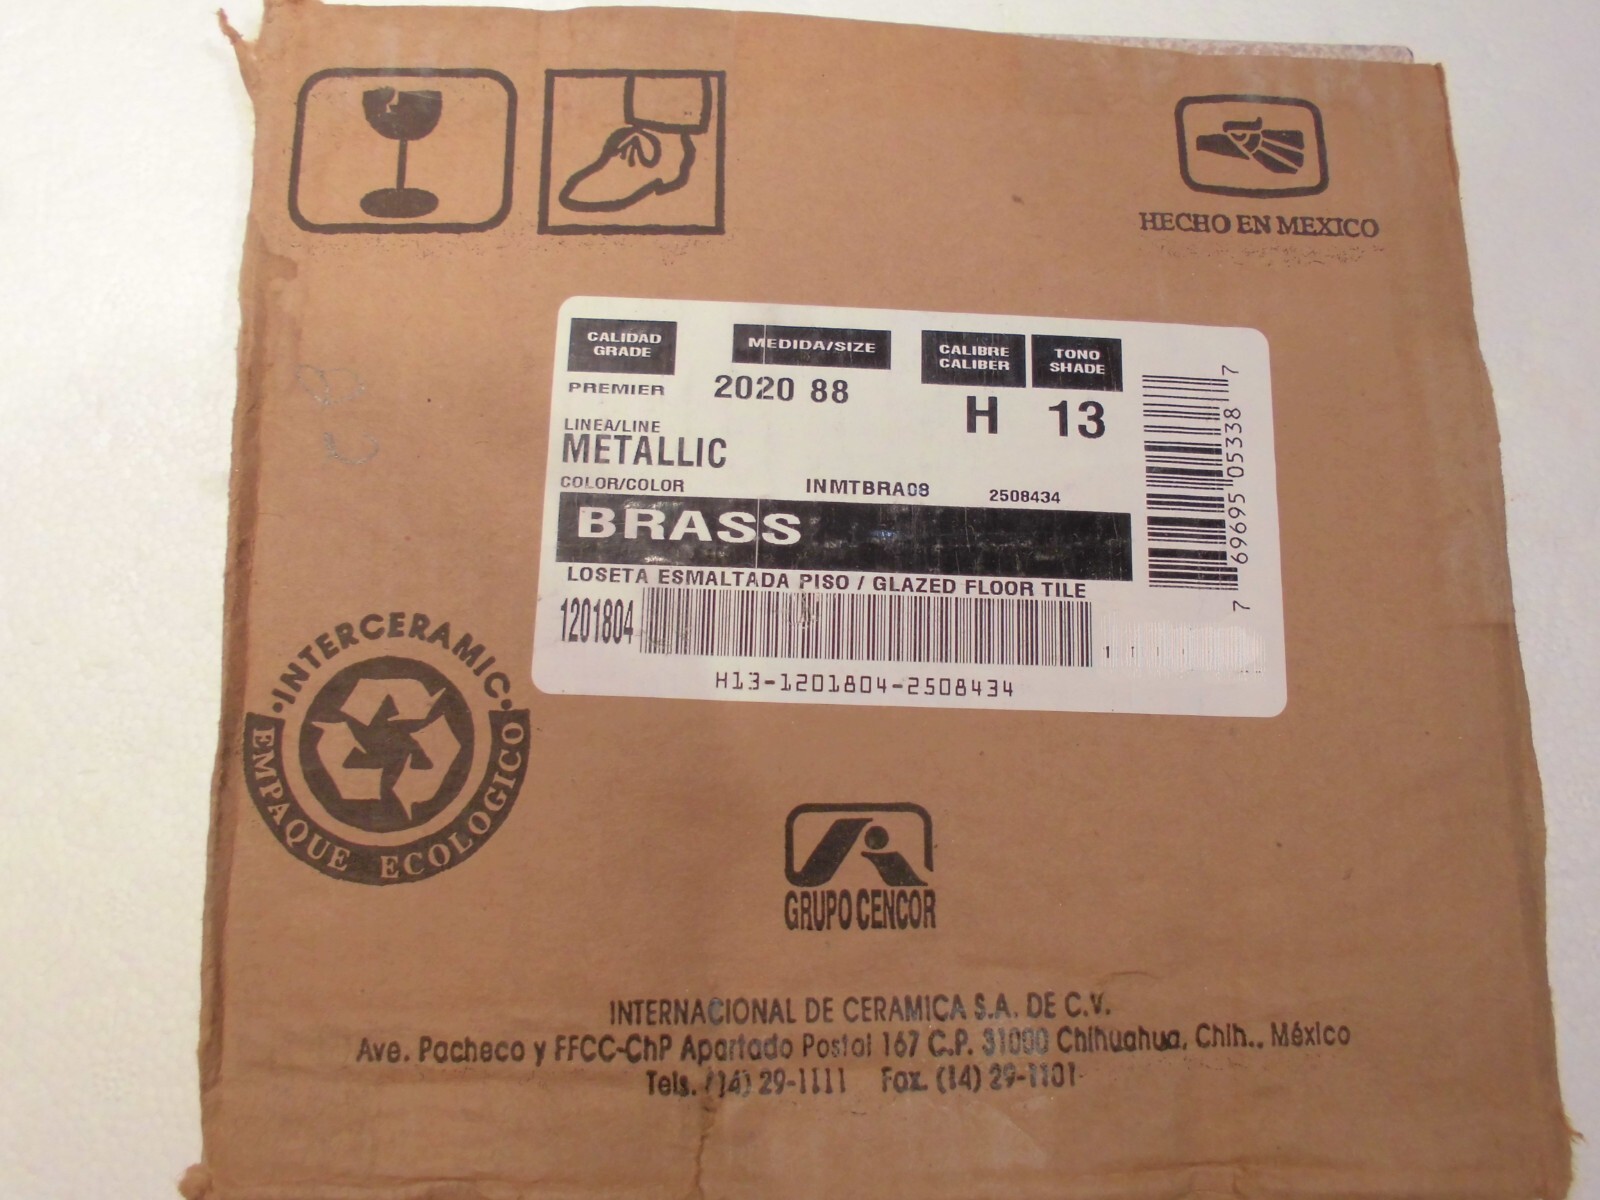 HECHO EN MEXICO
CALIDAD
GRADE
MEDIDA/SIZE
CALIBRE
CALIBER
TONO
SHADE
PREMIER
2020 88
H
13
LINEA/LINE
METALLIC
COLOR/COLOR
INMTBRA08
2508434
BRASS
LOSETA ESMALTADA PISO / GLAZED FLOOR TILE
1201804
H13-1201804-2508434
7 69695 05338 7
·INTERCERAMIC·
EMPAQUE ECOLOGICO
GRUPO CENCOR
INTERNACIONAL DE CERAMICA S.A. DE C.V.
Ave. Pacheco y FFCC-ChP Apartado Postal 167 C.P. 31000 Chihuahua, Chih., México
Tels. (14) 29-1111 Fax. (14) 29-1101